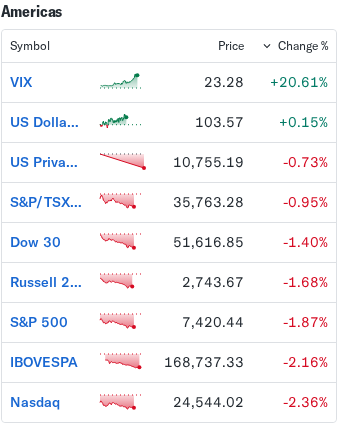 Americas
Symbol Price Change %
VIX 23.28 +20.61%
US Dolla... 103.57 +0.15%
US Priva... 10,755.19 -0.73%
S&P/TSX... 35,763.28 -0.95%
Dow 30 51,616.85 -1.40%
Russell 2... 2,743.67 -1.68%
S&P 500 7,420.44 -1.87%
IBOVESPA 168,737.33 -2.16%
Nasdaq 24,544.02 -2.36%